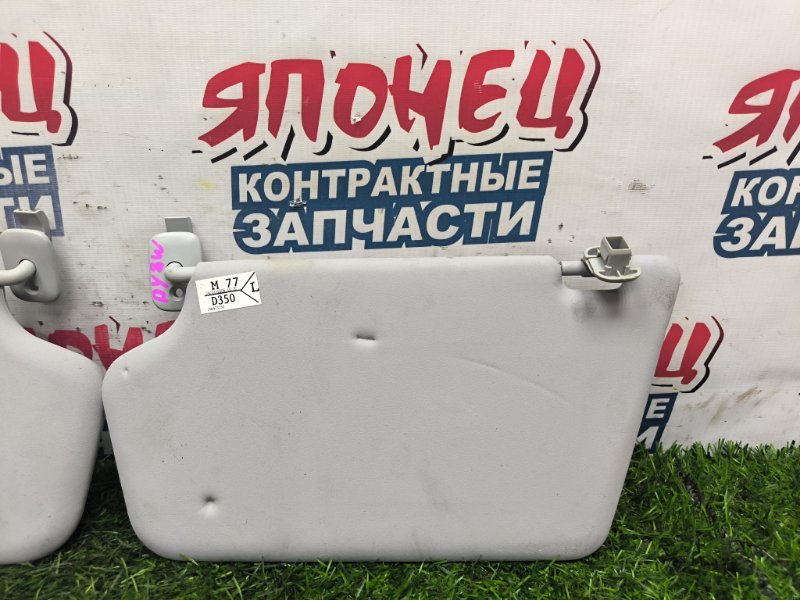 ЯПОНЕЦ
КОНТРАКТНЫЕ
ЗАПЧАСТИ
DY3W
M 77
D350
L